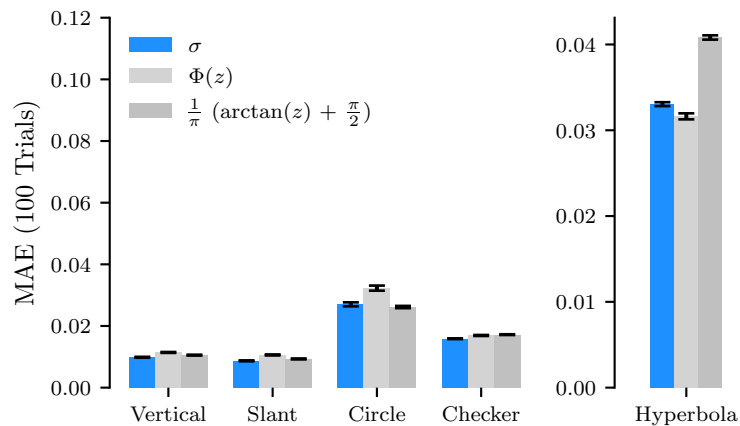 MAE (100 Trials)
0.12
0.10
0.08
0.06
0.04
0.02
0.00
σ
Φ(z)
1/π (arctan(z) + π/2)
Vertical
Slant
Circle
Checker
0.04
0.03
0.02
0.01
0.00
Hyperbola